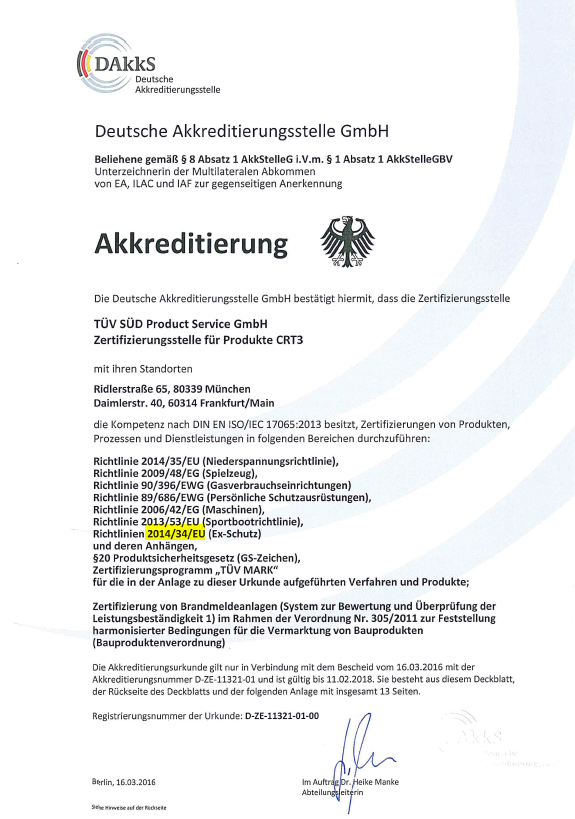 DAkkS
Deutsche
Akkreditierungsstelle
Deutsche Akkreditierungsstelle GmbH
Beliehene gemäß § 8 Absatz 1 AkkStelleG i.V.m. § 1 Absatz 1 AkkStelleGBV
Unterzeichnerin der Multilateralen Abkommen
von EA, ILAC und IAF zur gegenseitigen Anerkennung
Akkreditierung
Die Deutsche Akkreditierungsstelle GmbH bestätigt hiermit, dass die Zertifizierungsstelle
TÜV SÜD Product Service GmbH
Zertifizierungsstelle für Produkte CRT3
mit ihren Standorten
Ridlerstraße 65, 80339 München
Daimlerstr. 40, 60314 Frankfurt/Main
die Kompetenz nach DIN EN ISO/IEC 17065:2013 besitzt, Zertifizierungen von Produkten,
Prozessen und Dienstleistungen in folgenden Bereichen durchzuführen:
Richtlinie 2014/35/EU (Niederspannungsrichtlinie),
Richtlinie 2009/48/EG (Spielzeug),
Richtlinie 90/396/EWG (Gasverbrauchseinrichtungen)
Richtlinie 89/686/EWG (Persönliche Schutzausrüstungen),
Richtlinie 2006/42/EG (Maschinen),
Richtlinie 2013/53/EU (Sportbootrichtlinie),
Richtlinien 2014/34/EU (Ex-Schutz)
und deren Anhängen,
§20 Produktsicherheitsgesetz (GS-Zeichen),
Zertifizierungsprogramm „TÜV MARK"
für die in der Anlage zu dieser Urkunde aufgeführten Verfahren und Produkte;
Zertifizierung von Brandmeldeanlagen (System zur Bewertung und Überprüfung der
Leistungsbeständigkeit 1) im Rahmen der Verordnung Nr. 305/2011 zur Feststellung
harmonisierter Bedingungen für die Vermarktung von Bauprodukten
(Bauproduktenverordnung)
Die Akkreditierungsurkunde gilt nur in Verbindung mit dem Bescheid vom 16.03.2016 mit der
Akkreditierungsnummer D-ZE-11321-01 und ist gültig bis 11.02.2018. Sie besteht aus diesem Deckblatt,
der Rückseite des Deckblatts und der folgenden Anlage mit insgesamt 13 Seiten.
Registrierungsnummer der Urkunde: D-ZE-11321-01-00
DAkkS
Berlin, 16.03.2016
Im Auftrag Dr. Heike Manke
Abteilungsleiterin
Siehe Hinweise auf der Rückseite